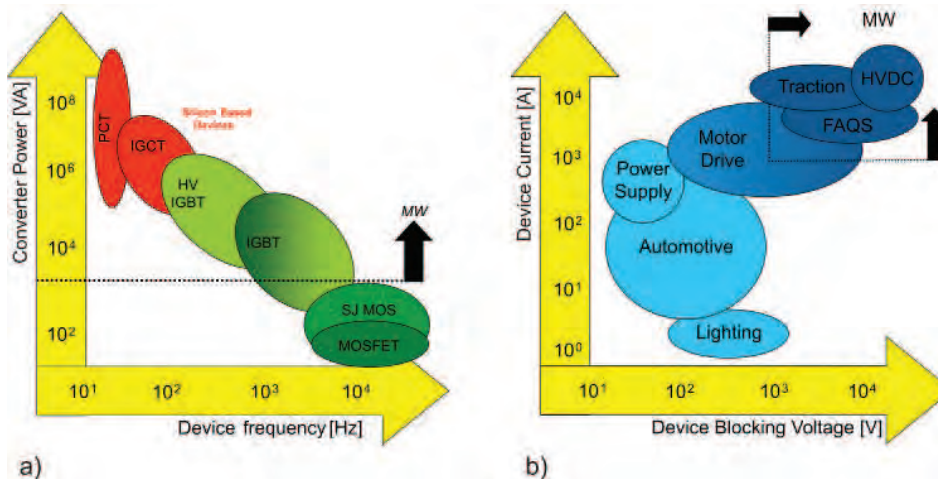 Converter Power [VA]
10⁸
10⁶
10⁴
10²
PCT
IGCT
Silicon Based
Devices
HV
IGBT
IGBT
MW
SJ MOS
MOSFET
10¹
10²
10³
10⁴
Device frequency [Hz]
a)
Device Current [A]
10⁴
10³
10²
10¹
10⁰
MW
Traction
HVDC
FAQS
Motor
Drive
Power
Supply
Automotive
Lighting
10¹
10²
10³
10⁴
Device Blocking Voltage [V]
b)